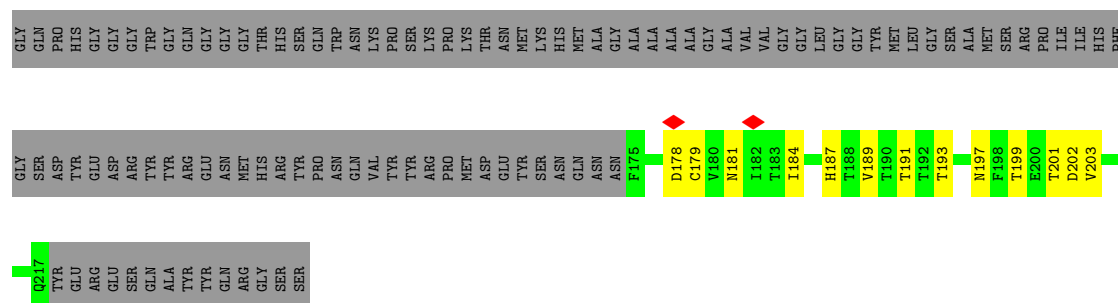 GLY GLN PRO HIS GLY GLY GLY TRP GLY GLN GLY GLY GLY THR HIS SER GLN TRP ASN LYS PRO SER LYS PRO LYS THR ASN MET LYS HIS MET ALA GLY ALA ALA ALA ALA GLY ALA VAL VAL GLY GLY LEU GLY GLY TYR MET LEU GLY SER ALA MET SER ARG PRO ILE ILE HIS PHE
GLY SER ASP TYR GLU ASP ARG TYR TYR ARG GLU ASN MET HIS ARG TYR PRO ASN GLN VAL TYR TYR ARG PRO MET ASP GLU TYR SER ASN GLN ASN ASN F175 D178 C179 V180 N181 I182 T183 I184 H187 T188 V189 T190 T191 T192 T193 N197 F198 T199 E200 T201 D202 V203
Q217 TYR GLU ARG GLU SER GLN ALA TYR TYR GLN ARG GLY SER SER